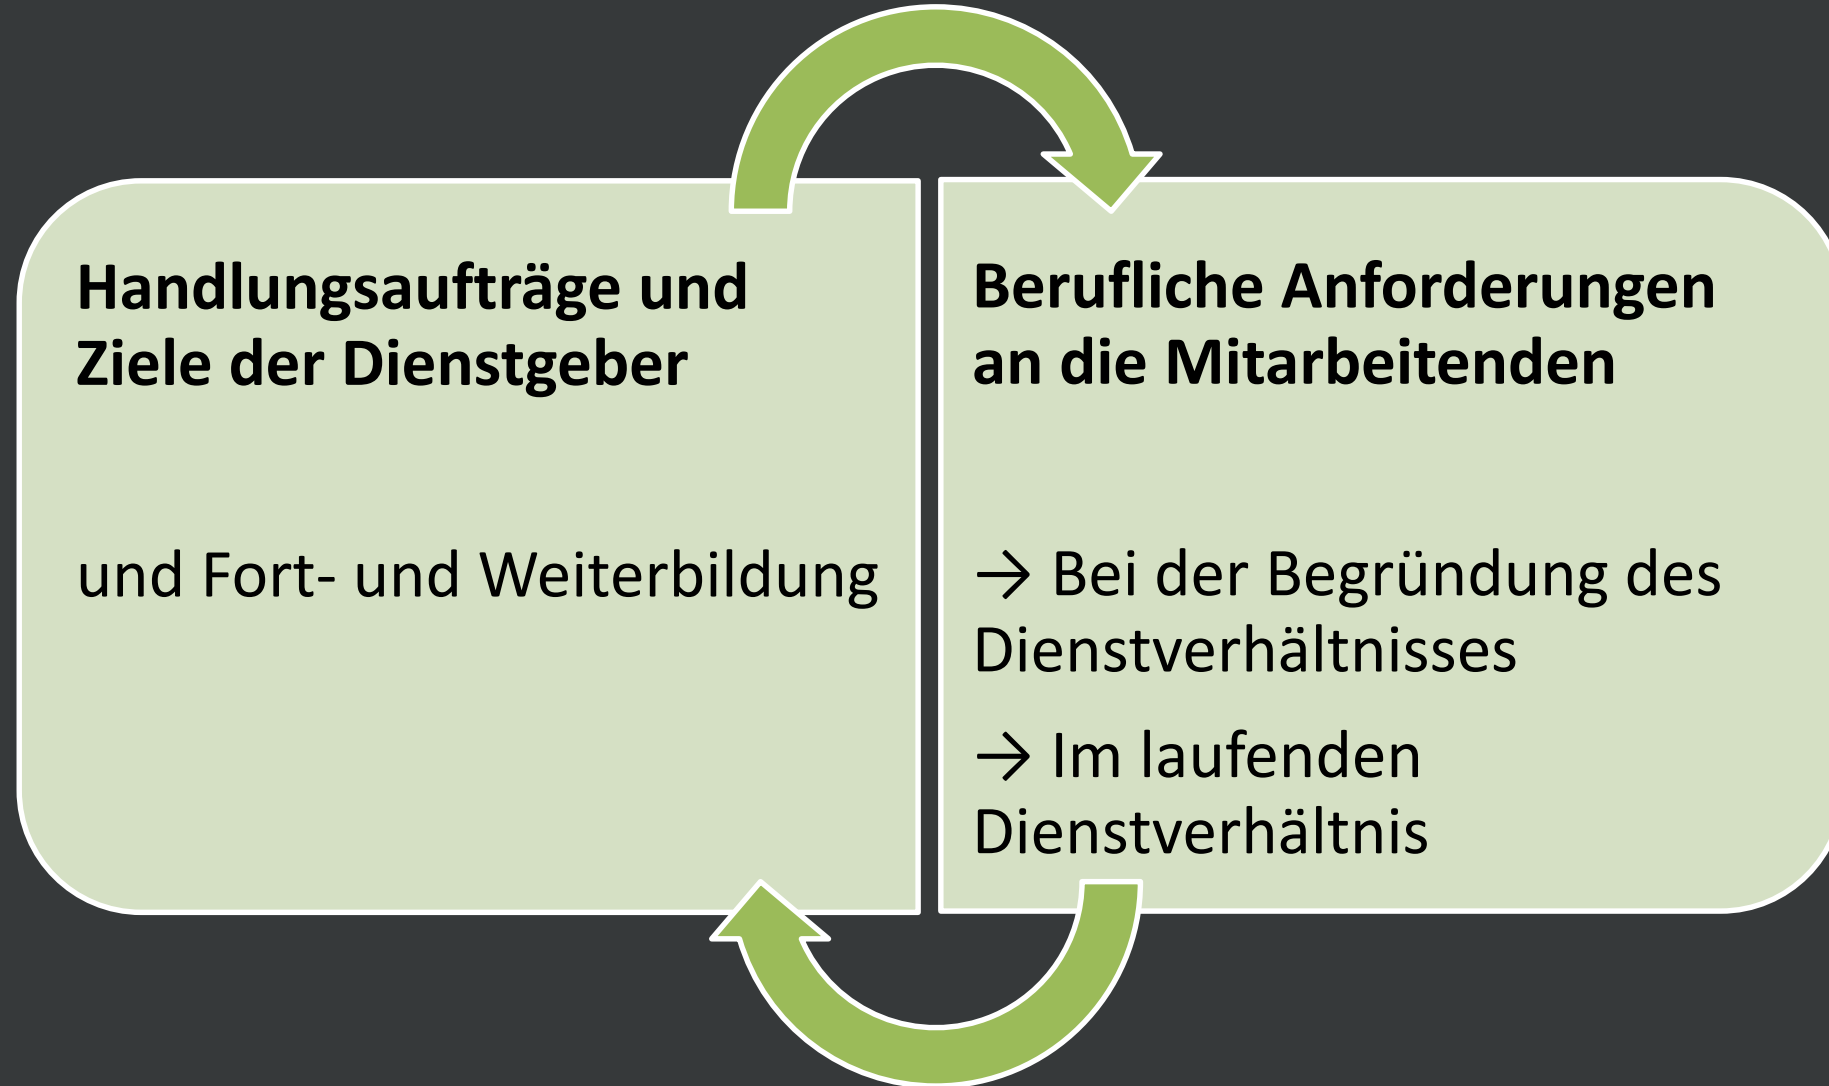 Handlungsaufträge und
Ziele der Dienstgeber
und Fort- und Weiterbildung
Berufliche Anforderungen
an die Mitarbeitenden
→ Bei der Begründung des
Dienstverhältnisses
→ Im laufenden
Dienstverhältnis